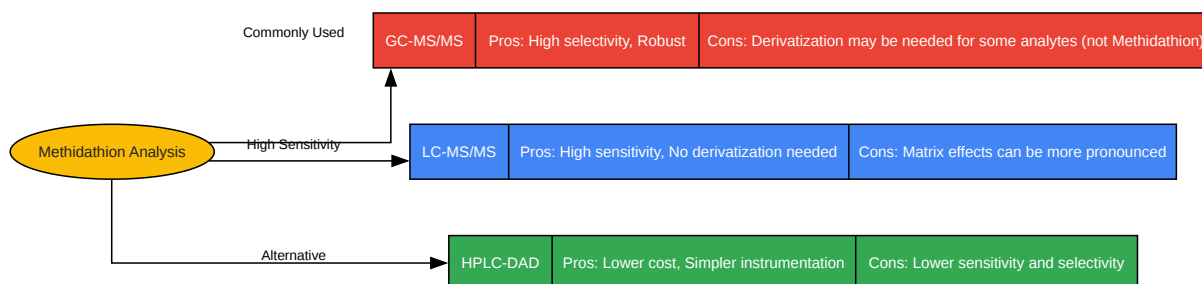 Commonly Used
GC-MS/MS
Pros: High selectivity, Robust
Cons: Derivatization may be needed for some analytes (not Methidathion)
Methidathion Analysis
High Sensitivity
LC-MS/MS
Pros: High sensitivity, No derivatization needed
Cons: Matrix effects can be more pronounced
Alternative
HPLC-DAD
Pros: Lower cost, Simpler instrumentation
Cons: Lower sensitivity and selectivity